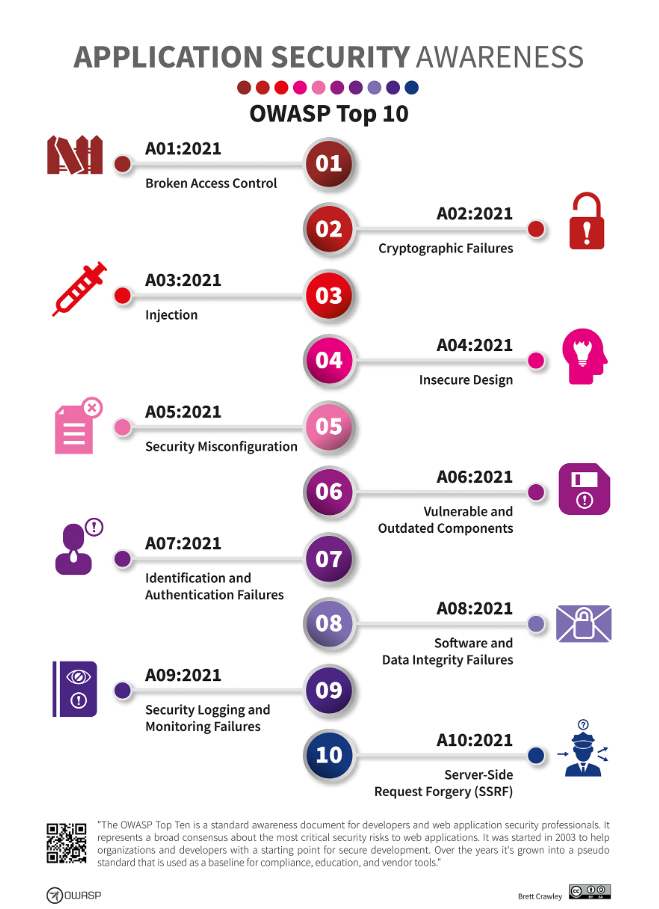 APPLICATION SECURITY AWARENESS
OWASP Top 10
A01:2021
01
Broken Access Control
A02:2021
02
Cryptographic Failures
A03:2021
03
Injection
A04:2021
04
Insecure Design
A05:2021
05
Security Misconfiguration
A06:2021
06
Vulnerable and
Outdated Components
A07:2021
07
Identification and
Authentication Failures
A08:2021
08
Software and
Data Integrity Failures
A09:2021
09
Security Logging and
Monitoring Failures
A10:2021
10
Server-Side
Request Forgery (SSRF)
"The OWASP Top Ten is a standard awareness document for developers and web application security professionals. It
represents a broad consensus about the most critical security risks to web applications. It was started in 2003 to help
organizations and developers with a starting point for secure development. Over the years it's grown into a pseudo
standard that is used as a baseline for compliance, education, and vendor tools."
OWASP
Brett Crawley
cc
BY SA